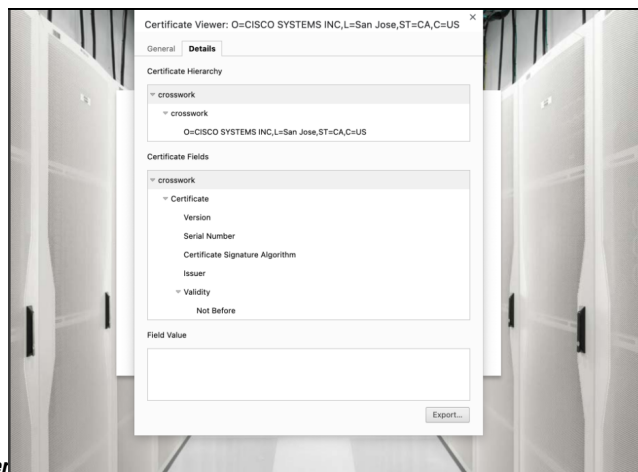 Certificate Viewer: O=CISCO SYSTEMS INC,L=San Jose,ST=CA,C=US
×
General Details
Certificate Hierarchy
crosswork
crosswork
O=CISCO SYSTEMS INC,L=San Jose,ST=CA,C=US
Certificate Fields
crosswork
Certificate
Version
Serial Number
Certificate Signature Algorithm
Issuer
Validity
Not Before
Field Value
Export...